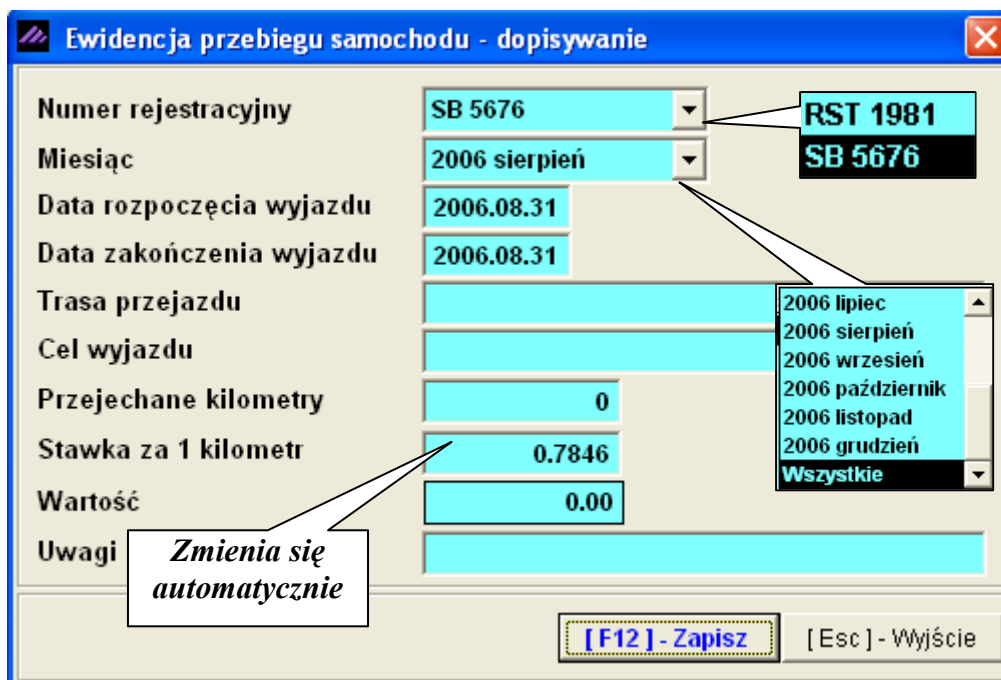 Ewidencja przebiegu samochodu - dopisywanie
Numer rejestracyjny SB 5676
RST 1981
SB 5676
Miesiąc 2006 sierpień
Data rozpoczęcia wyjazdu 2006.08.31
Data zakończenia wyjazdu 2006.08.31
Trasa przejazdu
Cel wyjazdu
2006 lipiec
2006 sierpień
2006 wrzesień
2006 październik
2006 listopad
2006 grudzień
Wszystkie
Przejechane kilometry 0
Stawka za 1 kilometr 0.7846
Wartość 0.00
Uwagi
Zmienia się
automatycznie
[ F12 ] - Zapisz
[ Esc ] - Wyjście